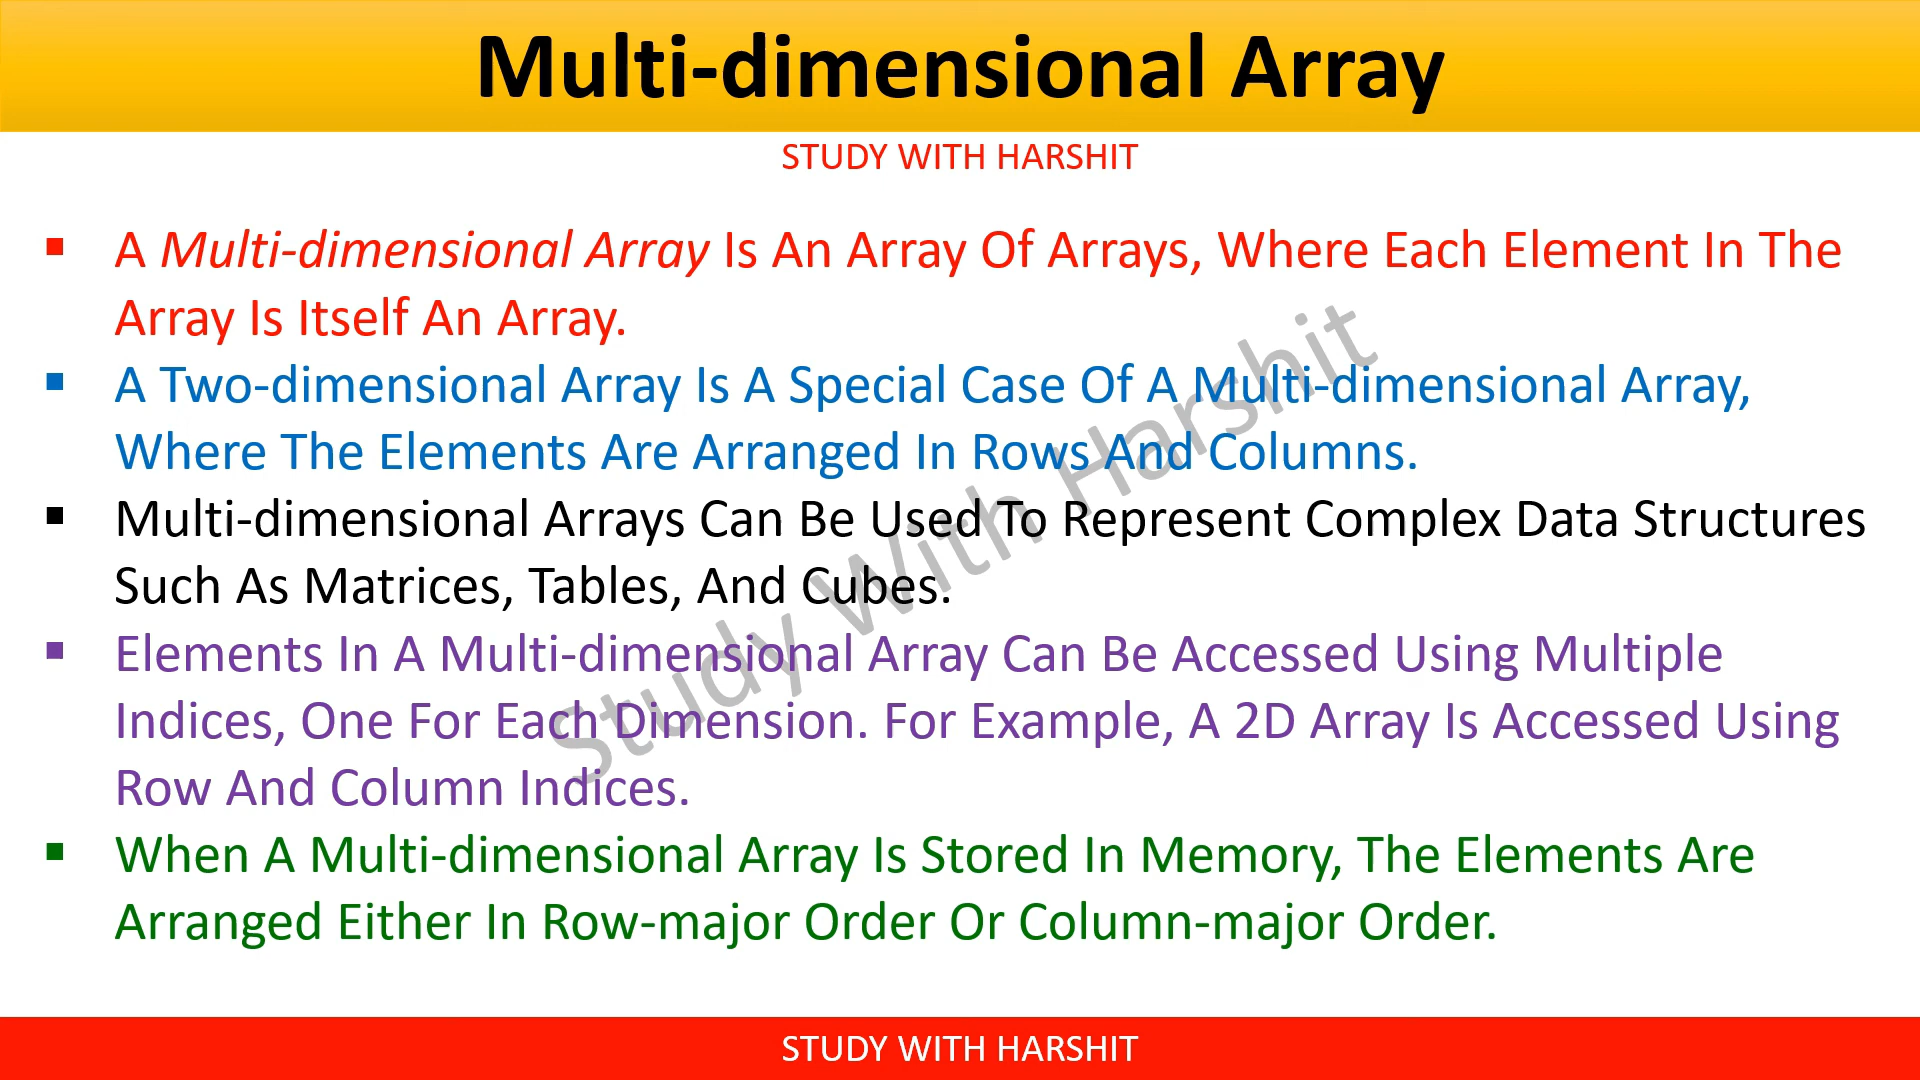 Multi-dimensional Array
STUDY WITH HARSHIT
▪ A Multi-dimensional Array Is An Array Of Arrays, Where Each Element In The
Array Is Itself An Array.
▪ A Two-dimensional Array Is A Special Case Of A Multi-dimensional Array,
Where The Elements Are Arranged In Rows And Columns.
▪ Multi-dimensional Arrays Can Be Used To Represent Complex Data Structures
Such As Matrices, Tables, And Cubes.
▪ Elements In A Multi-dimensional Array Can Be Accessed Using Multiple
Indices, One For Each Dimension. For Example, A 2D Array Is Accessed Using
Row And Column Indices.
▪ When A Multi-dimensional Array Is Stored In Memory, The Elements Are
Arranged Either In Row-major Order Or Column-major Order.
Study With Harshit
STUDY WITH HARSHIT